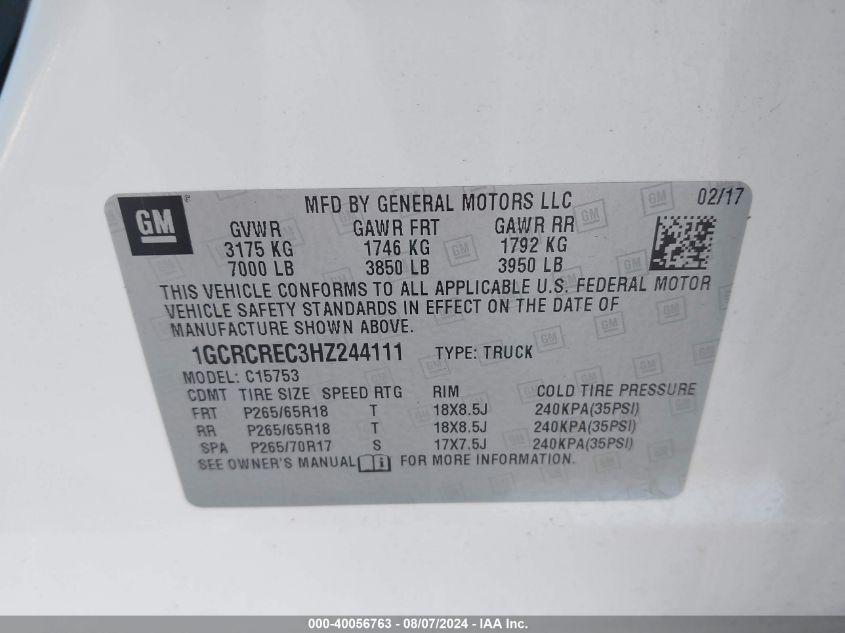 GM
MFD BY GENERAL MOTORS LLC
02/17
GVWR GAWR FRT GAWR RR
3175 KG 1746 KG 1792 KG
7000 LB 3850 LB 3950 LB
THIS VEHICLE CONFORMS TO ALL APPLICABLE U.S. FEDERAL MOTOR
VEHICLE SAFETY STANDARDS IN EFFECT ON THE DATE OF
MANUFACTURE SHOWN ABOVE.
1GCRCREC3HZ244111 TYPE: TRUCK
MODEL: C15753
CDMT TIRE SIZE SPEED RTG RIM COLD TIRE PRESSURE
FRT P265/65R18 T 18X8.5J 240KPA(35PSI)
RR P265/65R18 T 18X8.5J 240KPA(35PSI)
SPA P265/70R17 S 17X7.5J 240KPA(35PSI)
SEE OWNER'S MANUAL FOR MORE INFORMATION.
000-40056763 - 08/07/2024 - IAA Inc.